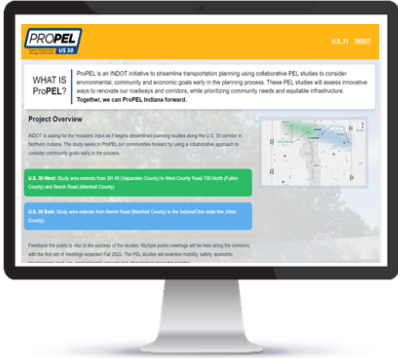 PROPEL
US 30
U.S. 31 INDOT
WHAT IS
ProPEL?
ProPEL is an INDOT initiative to streamline transportation planning using collaborative PEL studies to consider
environmental, community and economic goals early in the planning process. These PEL studies will assess innovative
ways to renovate our roadways and corridors, while prioritizing community needs and equitable infrastructure.
Together, we can ProPEL Indiana forward.
Project Overview
INDOT is asking for the Hoosiers' input as it begins streamlined planning studies along the U.S. 30 corridor in
Northern Indiana. The study seeks to ProPEL our communities forward by using a collaborative approach to
consider community goals early in the process.
U.S. 30 West: Study area extends from SR 49 (Valparaiso County) to West County Road 700 North (Fulton
County) and Beech Road (Marshall County).
U.S. 30 East: Study area extends from Beech Road (Marshall County) to the Indiana/Ohio state line (Allen
County).
Feedback the public is vital to the success of the studies. Multiple public meetings will be held along the corridors,
with the first set of meetings expected Fall 2022. The PEL studies will examine mobility, safety, economic